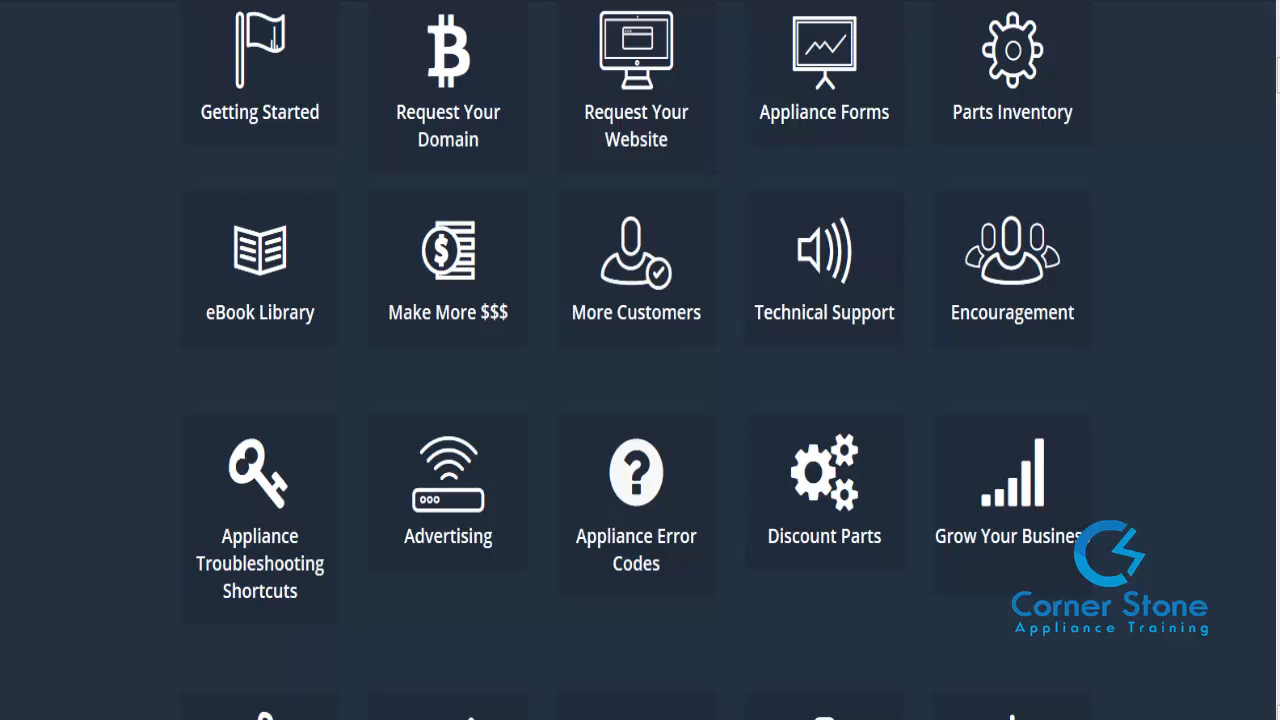 Getting Started
Request Your
Domain
Request Your
Website
Appliance Forms
Parts Inventory
eBook Library
Make More $$$
More Customers
Technical Support
Encouragement
Appliance
Troubleshooting
Shortcuts
Advertising
Appliance Error
Codes
Discount Parts
Grow Your Busines
Corner Stone
Appliance Training